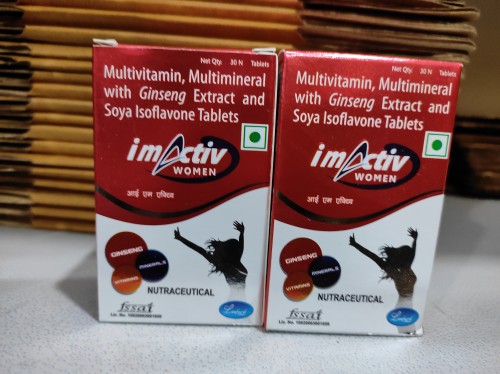 Net Qty. 30 N Tablets
Multivitamin, Multimineral
with Ginseng Extract and
Soya Isoflavone Tablets
imActiv
WOMEN
आई एम एक्टिव
GINSENG
MINERALS
VITAMINS
NUTRACEUTICAL
fssai
Net Qty. 30 N Tablets
Multivitamin, Multimineral
with Ginseng Extract and
Soya Isoflavone Tablets
imActiv
WOMEN
आई एम एक्टिव
GINSENG
MINERALS
VITAMINS
NUTRACEUTICAL
fssai